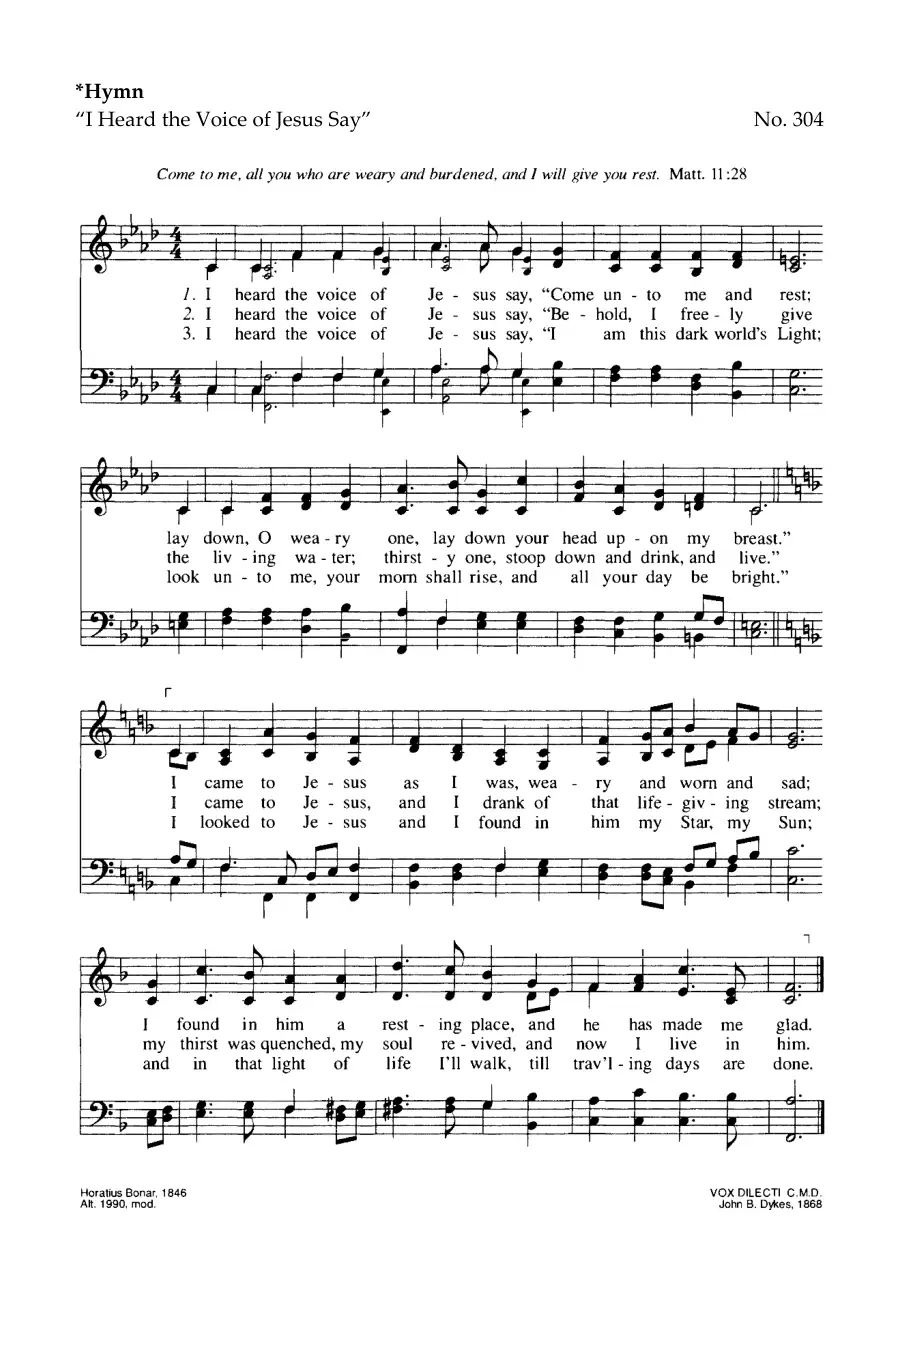 *Hymn
“I Heard the Voice of Jesus Say” No. 304
Come to me, all you who are weary and burdened, and I will give you rest. Matt. 11:28
1. I heard the voice of Je - sus say, “Come un - to me and rest;
2. I heard the voice of Je - sus say, “Be - hold, I free - ly give
3. I heard the voice of Je - sus say, “I am this dark world’s Light;
lay down, O wea - ry one, lay down your head up - on my breast.”
the liv - ing wa - ter; thirst - y one, stoop down and drink, and live.”
look un - to me, your morn shall rise, and all your day be bright.”
I came to Je - sus as I was, wea - ry and worn and sad;
I came to Je - sus, and I drank of that life - giv - ing stream;
I looked to Je - sus and I found in him my Star, my Sun;
I found in him a rest - ing place, and he has made me glad.
my thirst was quenched, my soul re - vived, and now I live in him.
and in that light of life I’ll walk, till trav’l - ing days are done.
Horatius Bonar, 1846 VOX DILECTI C.M.D.
Alt. 1990, mod. John B. Dykes, 1868